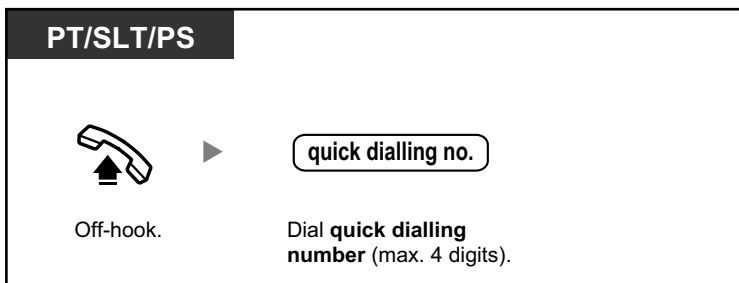 PT/SLT/PS
quick dialling no.
Off-hook.
Dial quick dialling
number (max. 4 digits).